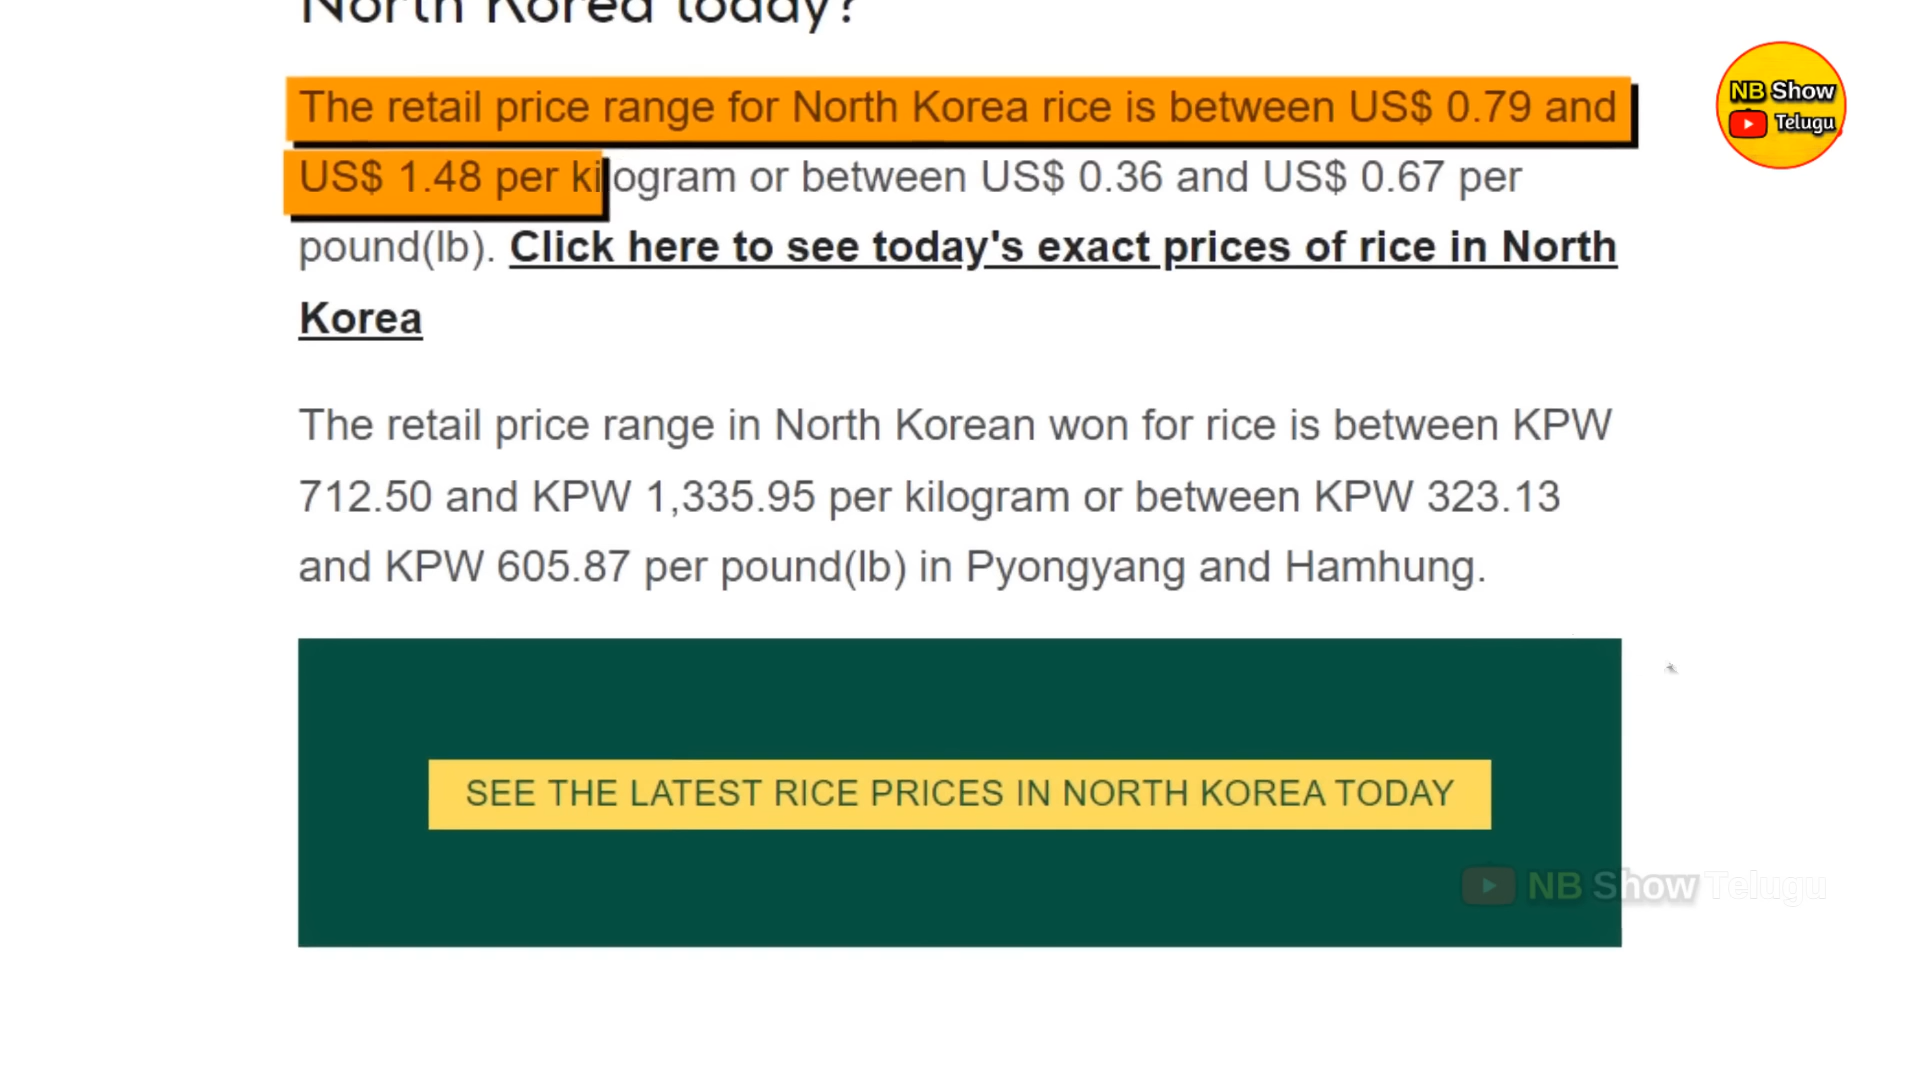 North Korea today?
NB Show
Telugu
The retail price range for North Korea rice is between US$ 0.79 and
US$ 1.48 per kilogram or between US$ 0.36 and US$ 0.67 per
pound(lb). Click here to see today's exact prices of rice in North
Korea
The retail price range in North Korean won for rice is between KPW
712.50 and KPW 1,335.95 per kilogram or between KPW 323.13
and KPW 605.87 per pound(lb) in Pyongyang and Hamhung.
SEE THE LATEST RICE PRICES IN NORTH KOREA TODAY
NB Show Telugu